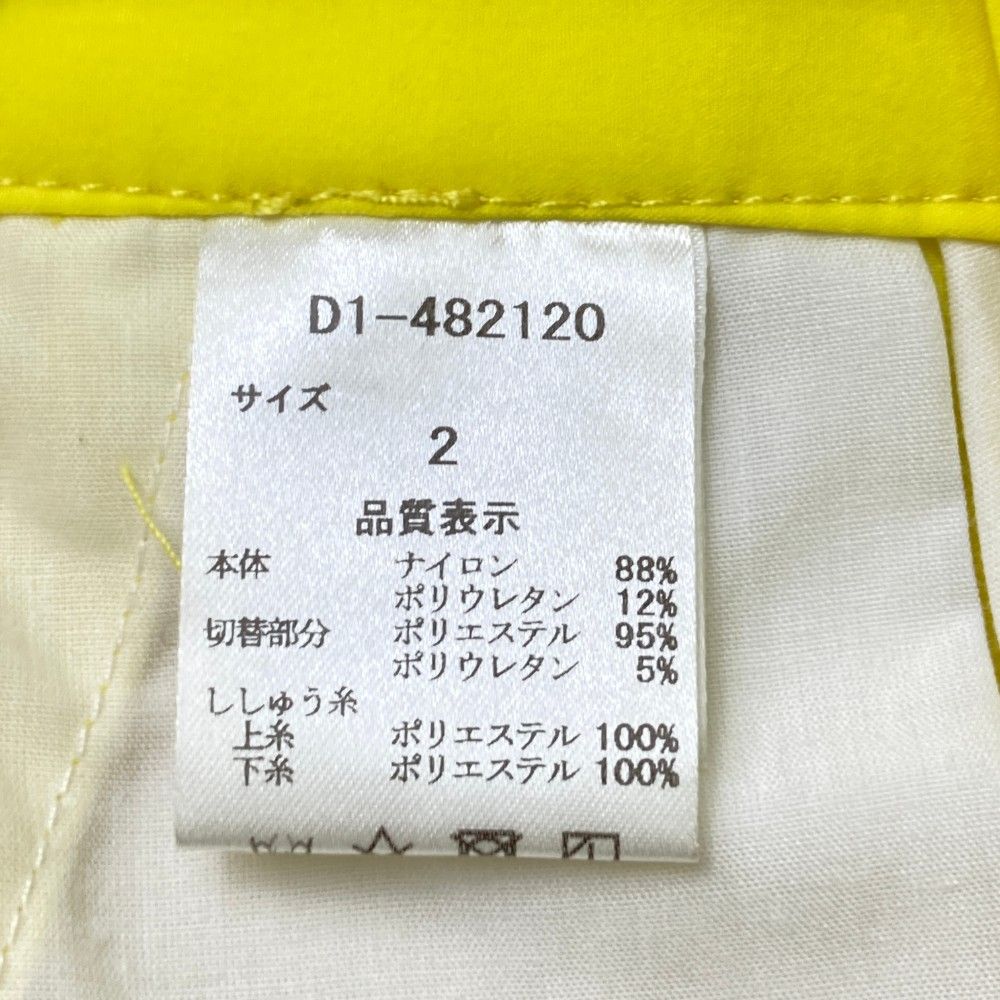 D1-482120
サイズ
2
品質表示
本体 ナイロン 88%
ポリウレタン 12%
切替部分 ポリエステル 95%
ポリウレタン 5%
ししゅう糸
上糸 ポリエステル 100%
下糸 ポリエステル 100%